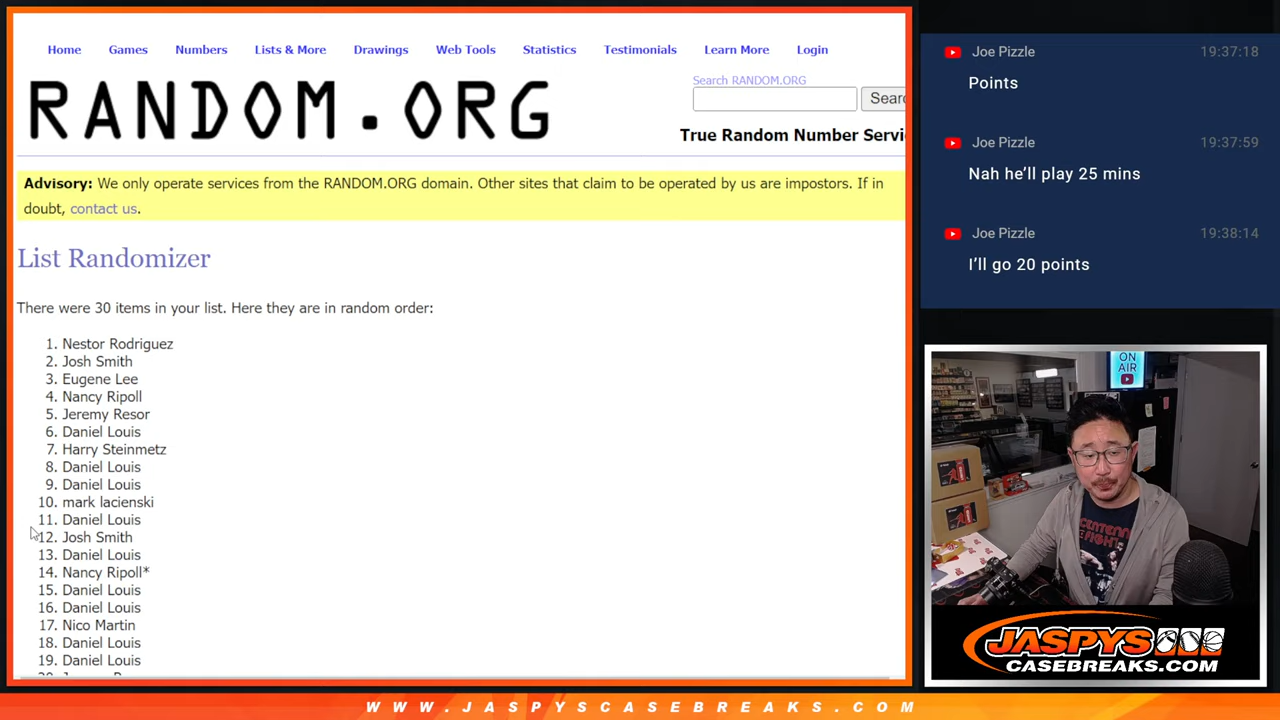 Home Games Numbers Lists & More Drawings Web Tools Statistics Testimonials Learn More Login
RANDOM.ORG
Search RANDOM.ORG
Sear
True Random Number Servi
Advisory: We only operate services from the RANDOM.ORG domain. Other sites that claim to be operated by us are impostors. If in
doubt, contact us.
List Randomizer
There were 30 items in your list. Here they are in random order:
1. Nestor Rodriguez
2. Josh Smith
3. Eugene Lee
4. Nancy Ripoll
5. Jeremy Resor
6. Daniel Louis
7. Harry Steinmetz
8. Daniel Louis
9. Daniel Louis
10. mark lacienski
11. Daniel Louis
12. Josh Smith
13. Daniel Louis
14. Nancy Ripoll*
15. Daniel Louis
16. Daniel Louis
17. Nico Martin
18. Daniel Louis
19. Daniel Louis
Joe Pizzle 19:37:18
Points
Joe Pizzle 19:37:59
Nah he’ll play 25 mins
Joe Pizzle 19:38:14
I’ll go 20 points
ON
AIR
JASPYS
CASEBREAKS.COM
WWW.JASPYSCASEBREAKS.COM